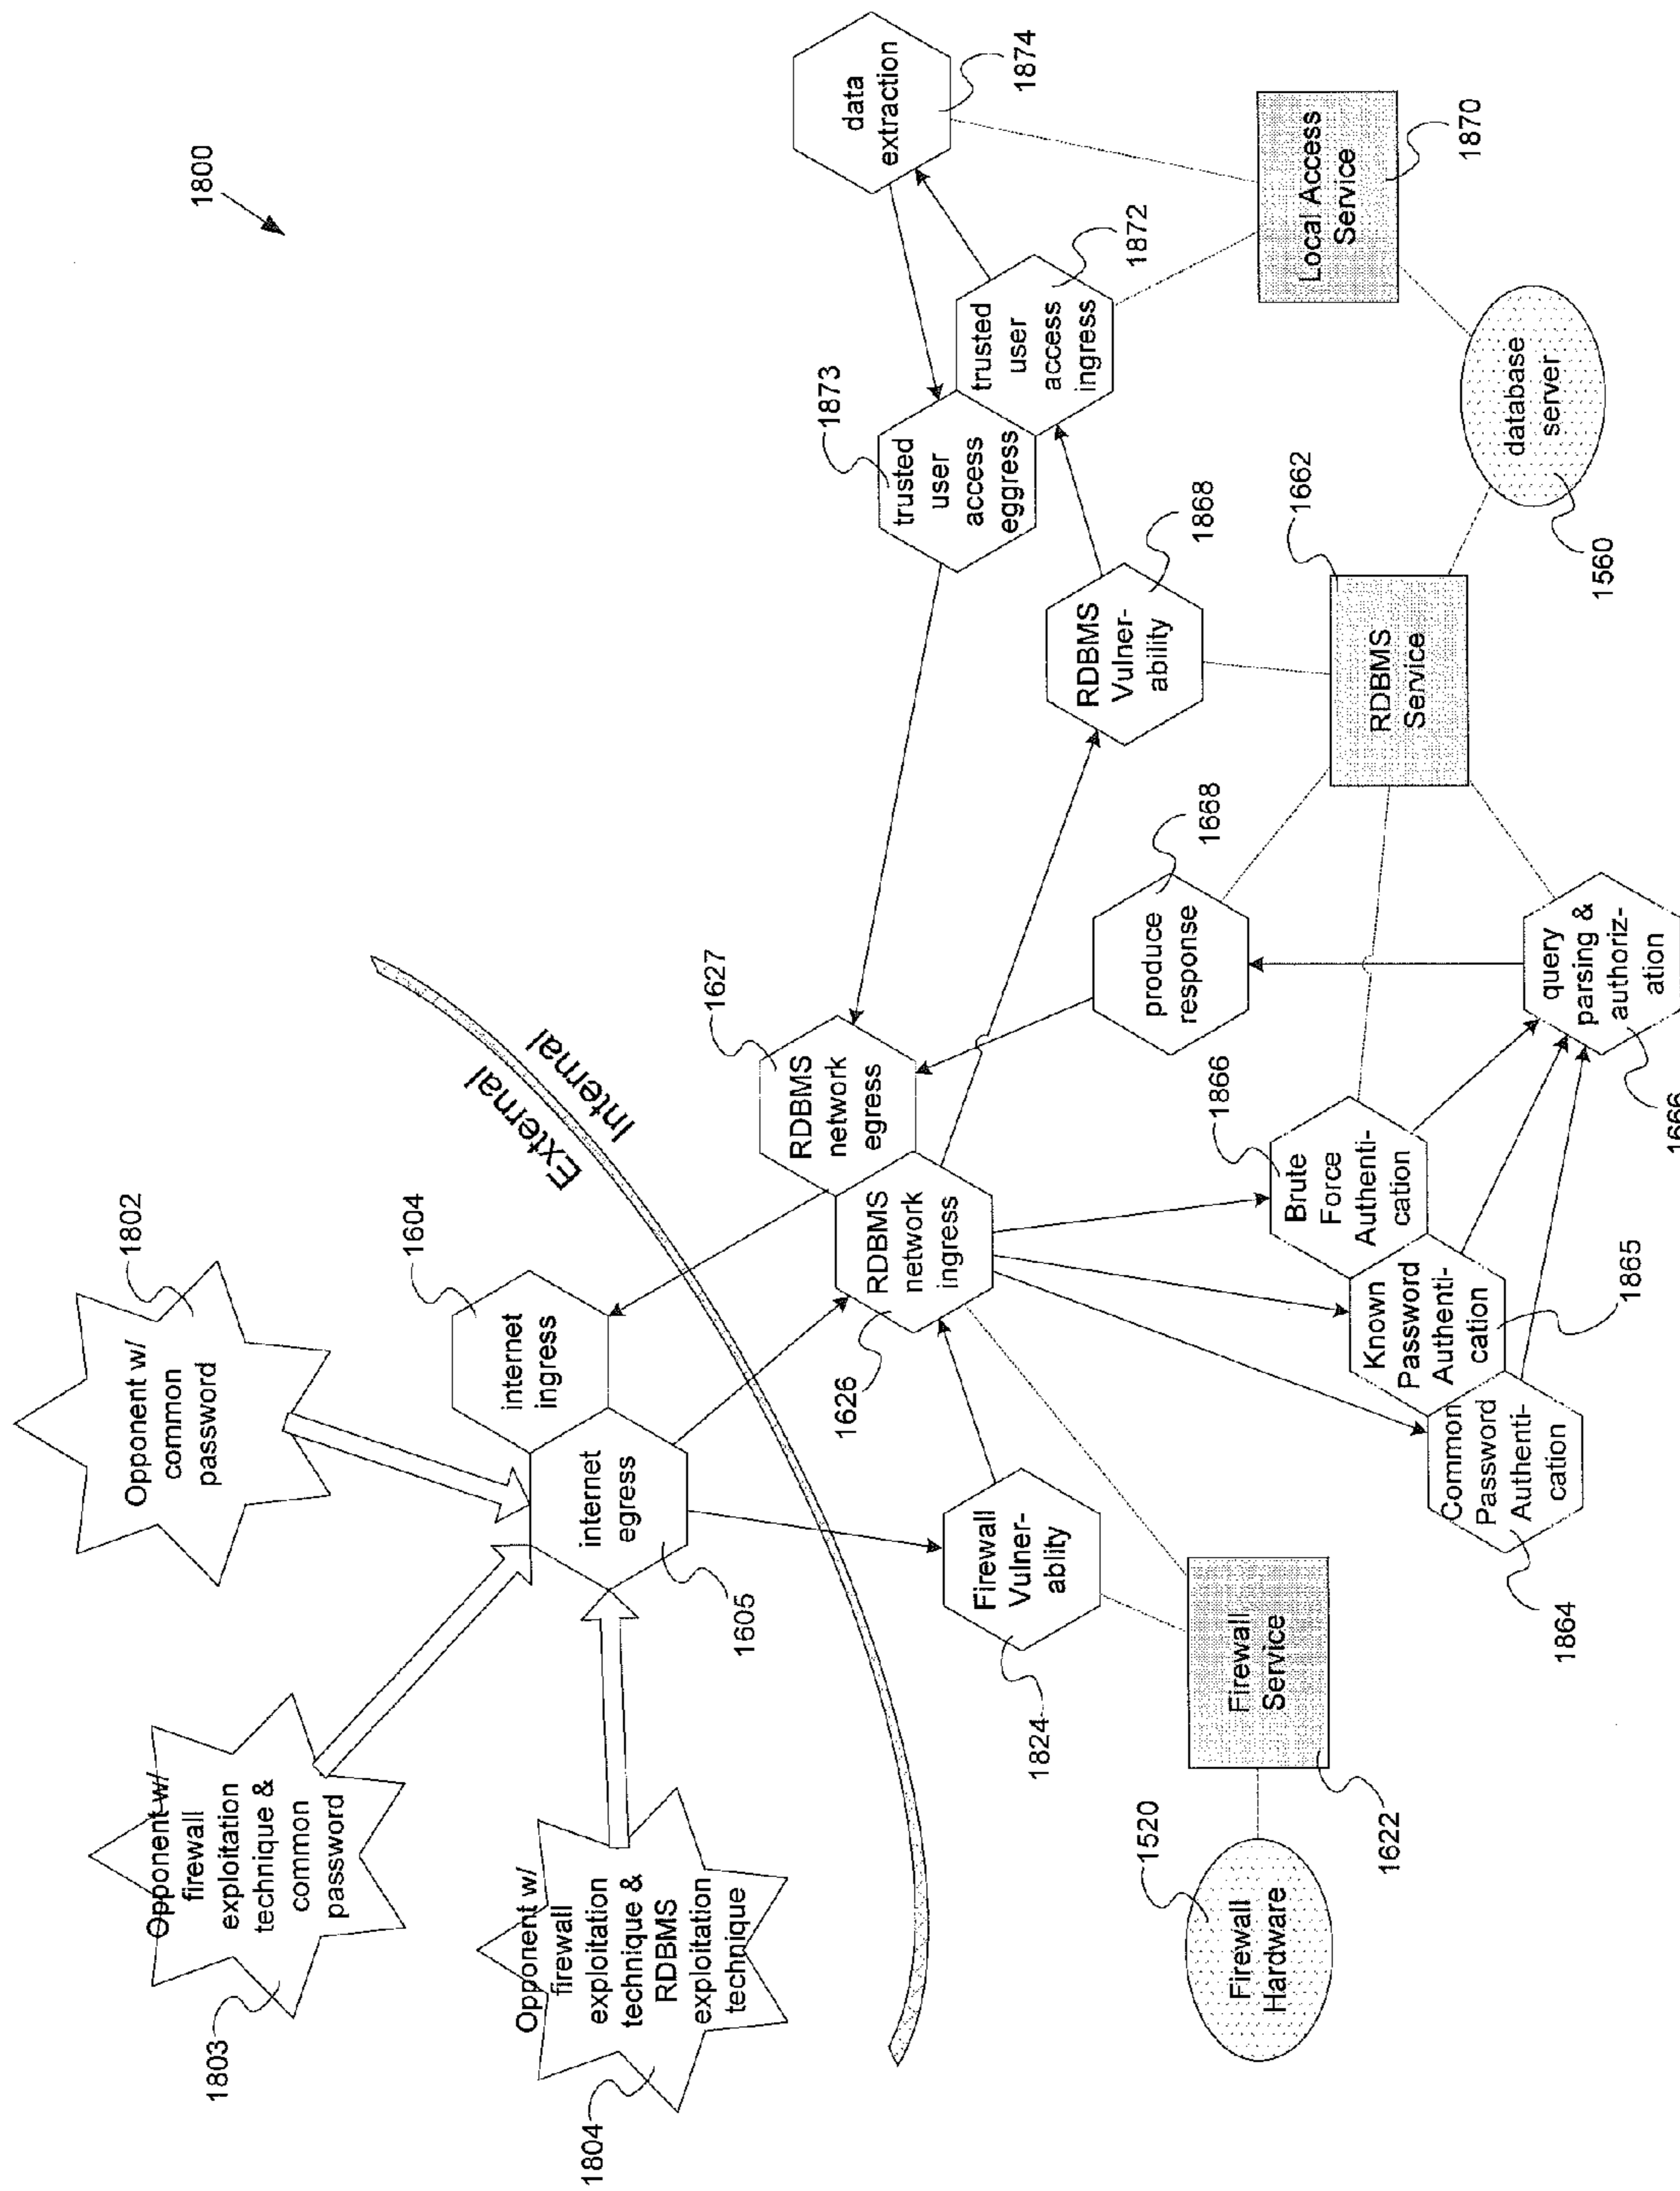 1800
Opponent w/
common
password
1802
Opponent w/
firewall
exploitation
technique &
common
password
1803
Opponent w/
firewall
exploitation
technique &
RDBMS
exploitation
technique
1804
internet
ingress
1604
internet
egress
1605
External
Internal
RDBMS
network
egress
1627
RDBMS
network
ingress
1626
Firewall
Vulner-
ablity
1824
Firewall
Service
1622
Firewall
Hardware
1520
Common
Password
Authenti-
cation
1864
Known
Password
Authenti-
cation
1865
Brute
Force
Authenti-
cation
1866
query
parsing &
authoriz-
ation
1666
produce
response
1668
RDBMS
Vulner-
ability
1868
RDBMS
Service
1662
trusted
user
access
eggress
1873
trusted
user
access
ingress
1872
data
extraction
1874
Local Access
Service
1870
database
server
1560